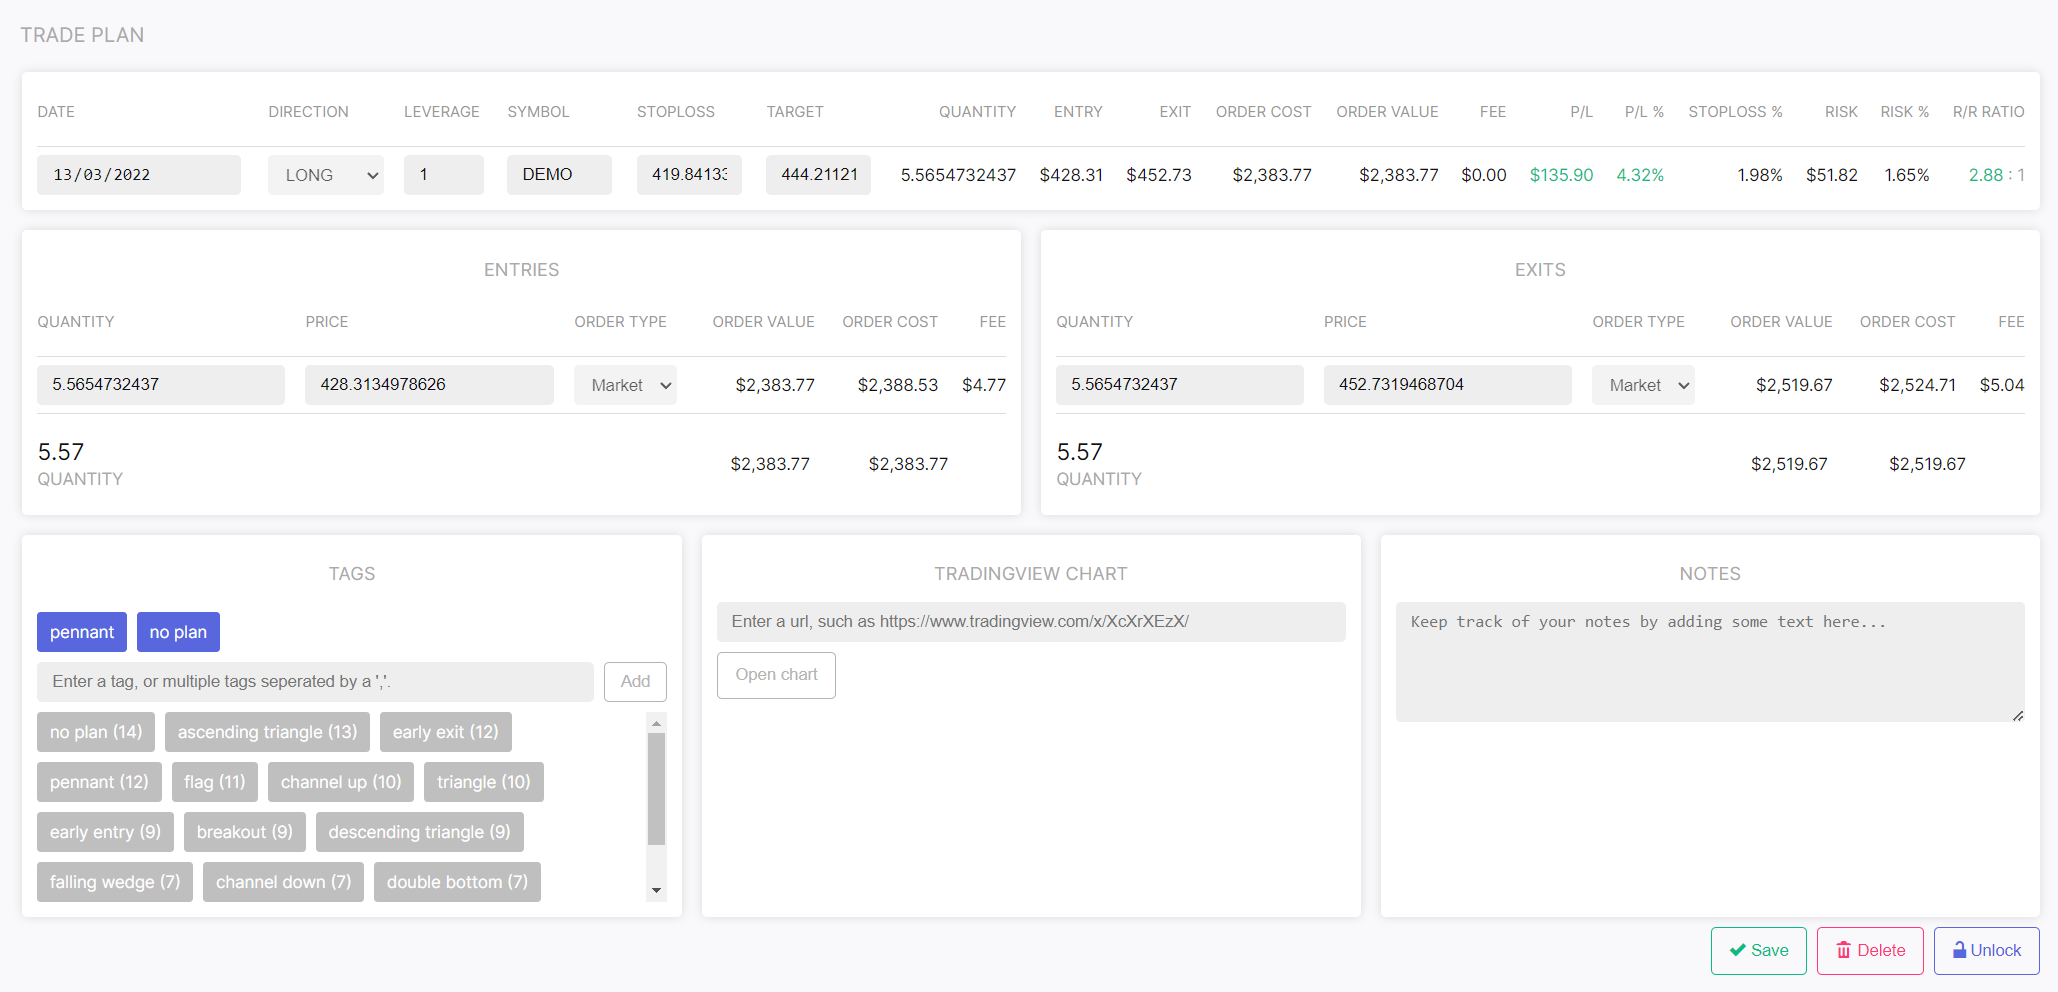 TRADE PLAN
DATE DIRECTION LEVERAGE SYMBOL STOPLOSS TARGET QUANTITY ENTRY EXIT ORDER COST ORDER VALUE FEE P/L P/L % STOPLOSS % RISK RISK % R/R RATIO
13/03/2022 LONG 1 DEMO 419.84133 444.21121 5.5654732437 $428.31 $452.73 $2,383.77 $2,383.77 $0.00 $135.90 4.32% 1.98% $51.82 1.65% 2.88 : 1
ENTRIES
QUANTITY PRICE ORDER TYPE ORDER VALUE ORDER COST FEE
5.5654732437 428.3134978626 Market $2,383.77 $2,388.53 $4.77
5.57
QUANTITY
$2,383.77 $2,383.77
EXITS
QUANTITY PRICE ORDER TYPE ORDER VALUE ORDER COST FEE
5.5654732437 452.7319468704 Market $2,519.67 $2,524.71 $5.04
5.57
QUANTITY
$2,519.67 $2,519.67
TAGS
pennant no plan
Enter a tag, or multiple tags seperated by a ','. Add
no plan (14) ascending triangle (13) early exit (12)
pennant (12) flag (11) channel up (10) triangle (10)
early entry (9) breakout (9) descending triangle (9)
falling wedge (7) channel down (7) double bottom (7)
TRADINGVIEW CHART
Enter a url, such as https://www.tradingview.com/x/XcXrXEzX/
Open chart
NOTES
Keep track of your notes by adding some text here...
Save Delete Unlock